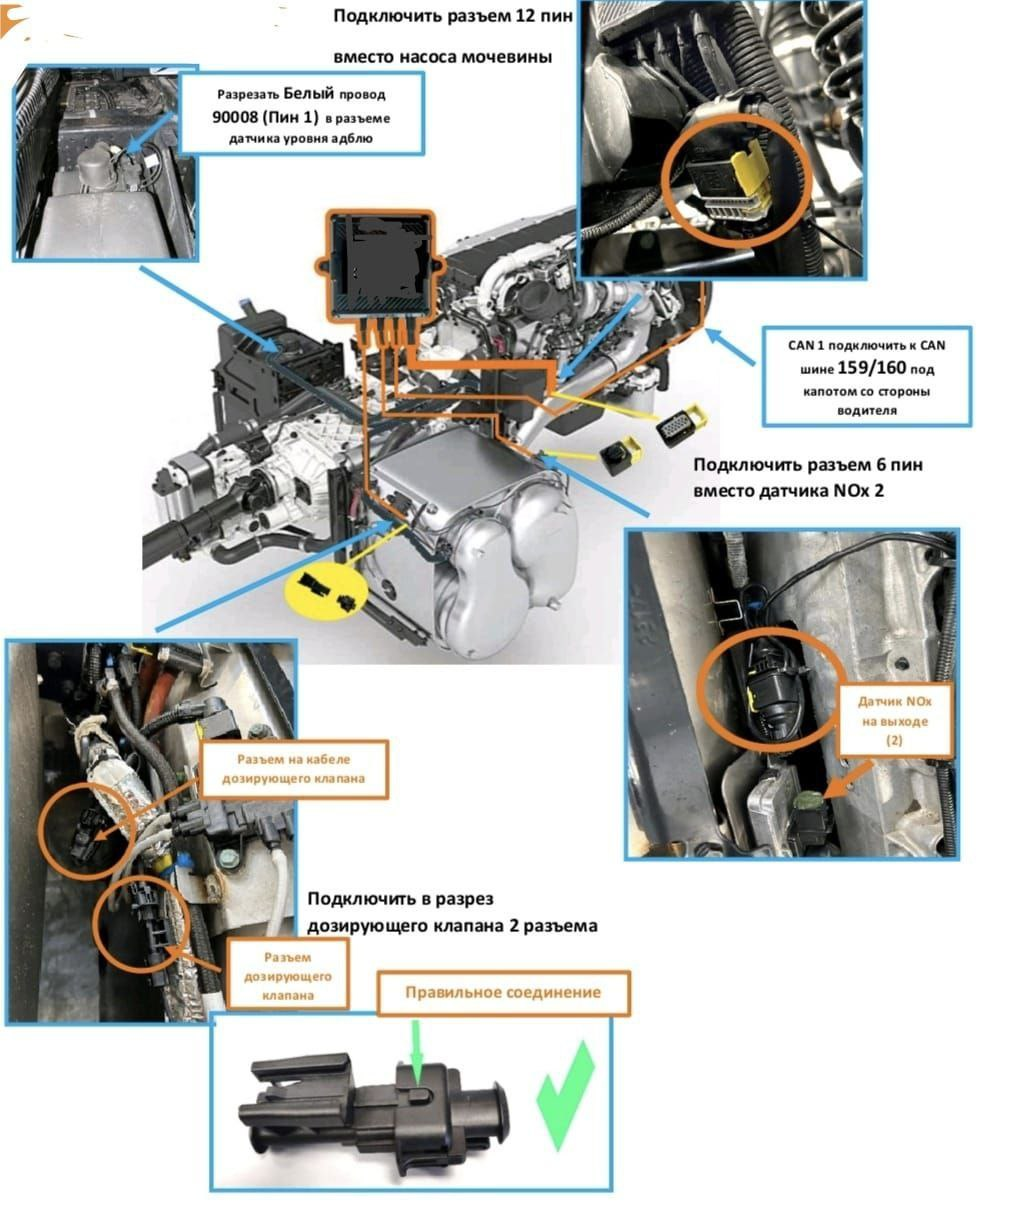 Подключить разъем 12 пин
вместо насоса мочевины
Разрезать Белый провод
90008 (Пин 1) в разъеме
датчика уровня адблю
CAN 1 подключить к CAN
шине 159/160 под
капотом со стороны
водителя
Подключить разъем 6 пин
вместо датчика NOx 2
Датчик NOx
на выходе
(2)
Разъем на кабеле
дозирующего клапана
Подключить в разрез
дозирующего клапана 2 разъема
Разъем
дозирующего
клапана
Правильное соединение